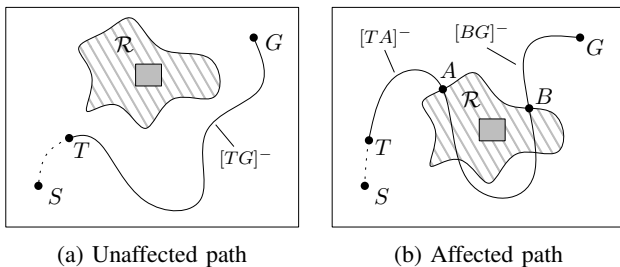 R
G
T
[TG]⁻
S
(a) Unaffected path
[TA]⁻
[BG]⁻
G
A
R
B
T
S
(b) Affected path